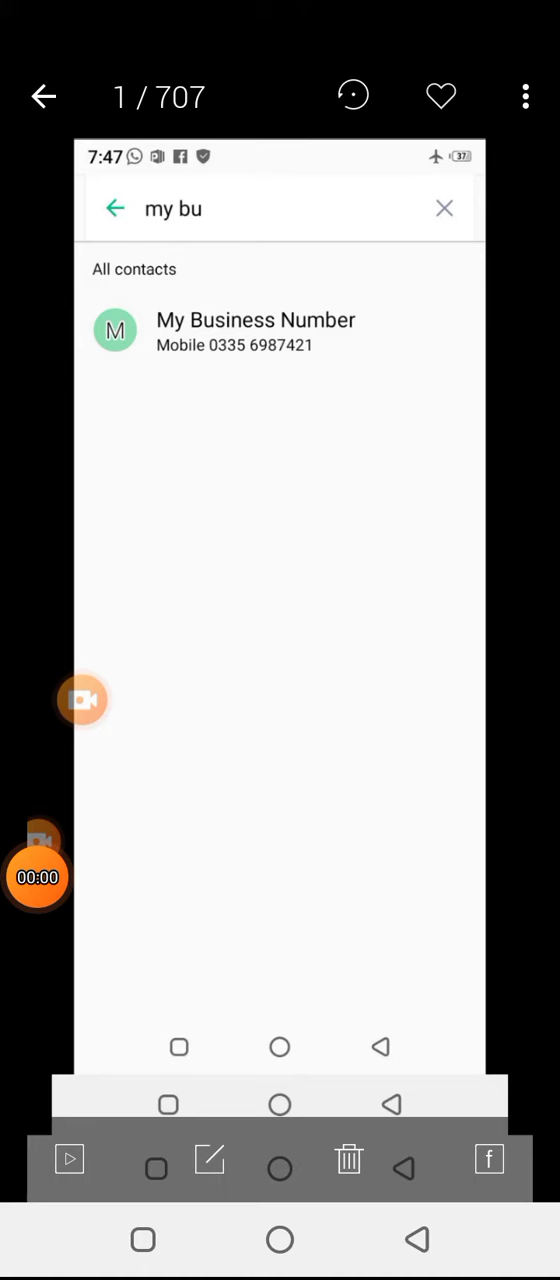 1 / 707
7:47
37
my bu
All contacts
M
My Business Number
Mobile 0335 6987421
00:00
f